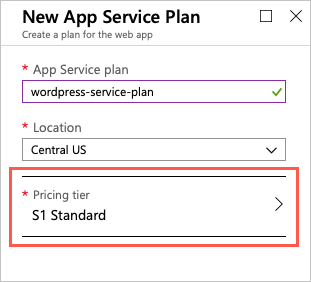 New App Service Plan
Create a plan for the web app
* App Service plan
wordpress-service-plan
* Location
Central US
* Pricing tier
S1 Standard